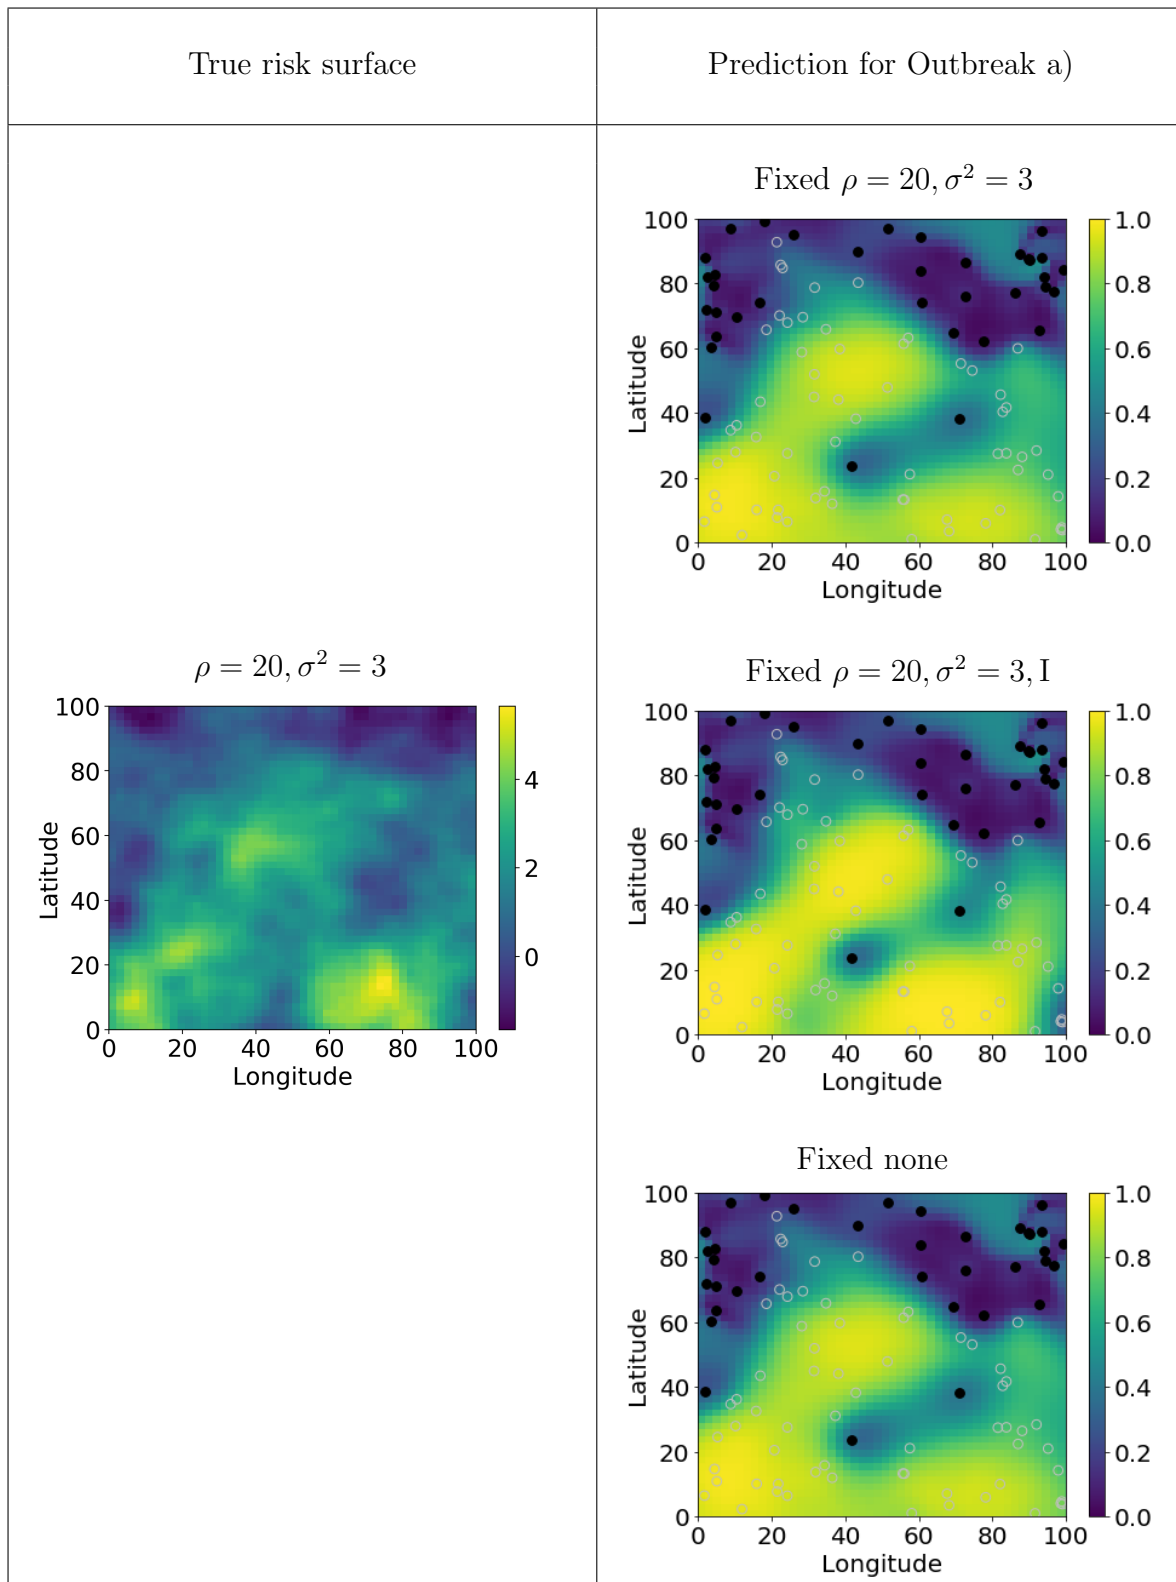 True risk surface
Prediction for Outbreak a)
ρ = 20, σ² = 3
100
80
60
40
20
0
Latitude
0 20 40 60 80 100
Longitude
4
2
0
Fixed ρ = 20, σ² = 3
100
80
60
40
20
0
Latitude
0 20 40 60 80 100
Longitude
1.0
0.8
0.6
0.4
0.2
0.0
Fixed ρ = 20, σ² = 3, I
100
80
60
40
20
0
Latitude
0 20 40 60 80 100
Longitude
1.0
0.8
0.6
0.4
0.2
0.0
Fixed none
100
80
60
40
20
0
Latitude
0 20 40 60 80 100
Longitude
1.0
0.8
0.6
0.4
0.2
0.0